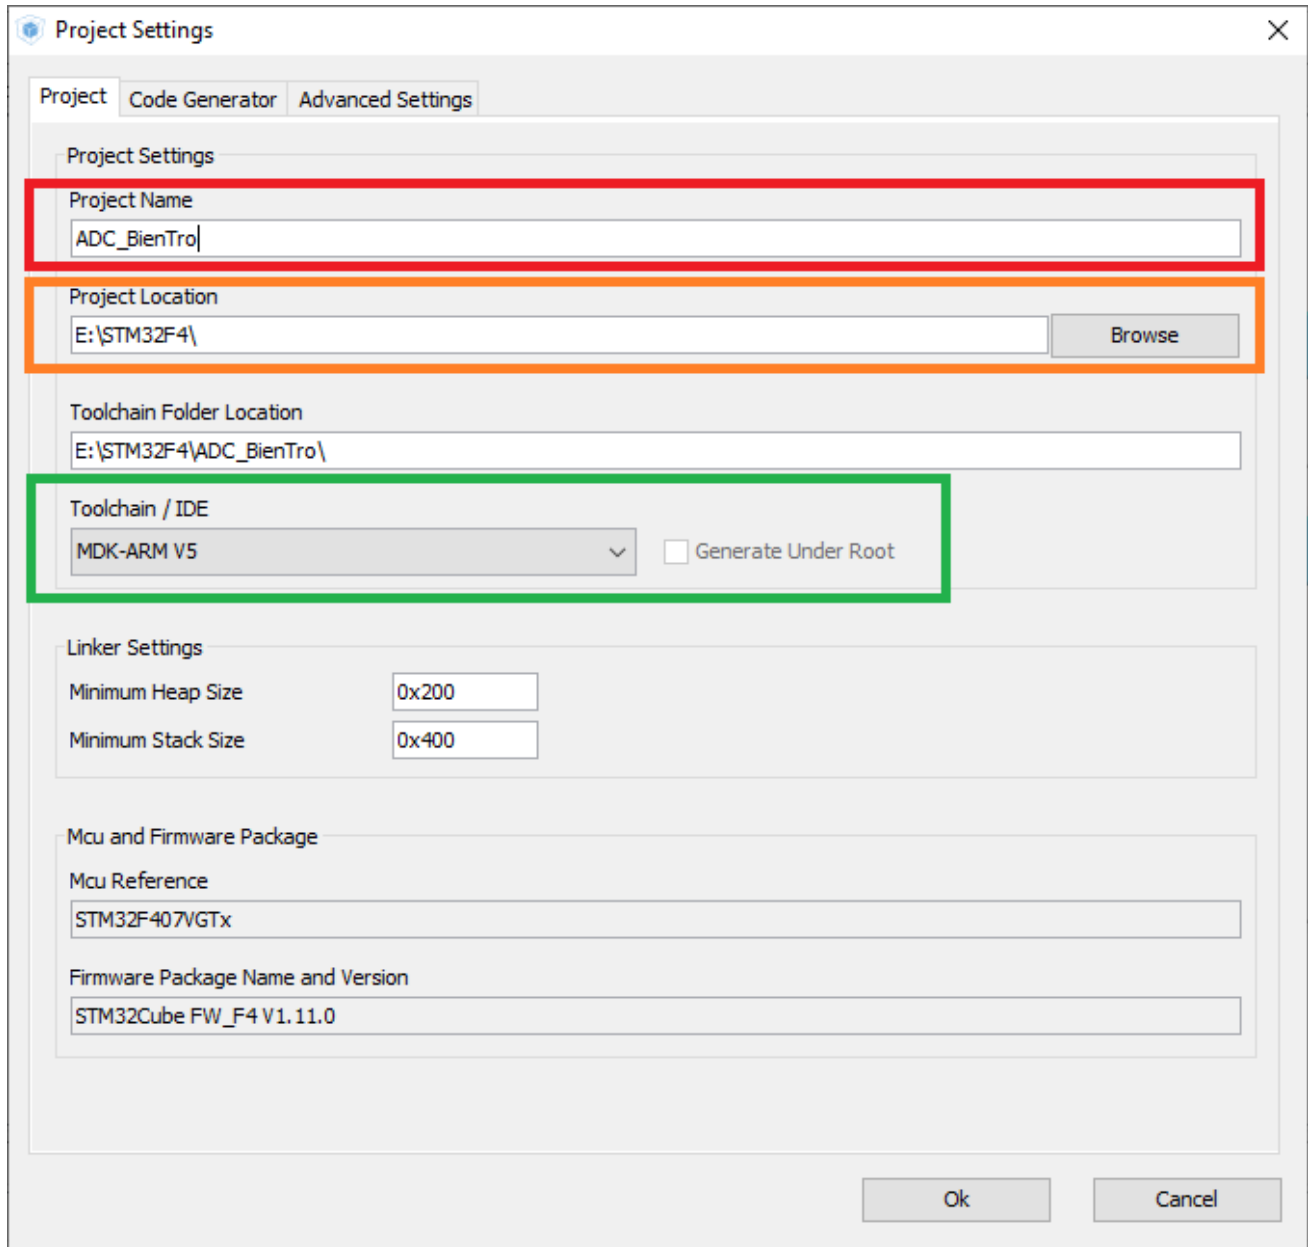 Project Settings
Project
Code Generator
Advanced Settings
Project Settings
Project Name
ADC_BienTro
Project Location
E:\STM32F4\
Browse
Toolchain Folder Location
E:\STM32F4\ADC_BienTro\
Toolchain / IDE
MDK-ARM V5
Generate Under Root
Linker Settings
Minimum Heap Size
0x200
Minimum Stack Size
0x400
Mcu and Firmware Package
Mcu Reference
STM32F407VGTx
Firmware Package Name and Version
STM32Cube FW_F4 V1.11.0
Ok
Cancel